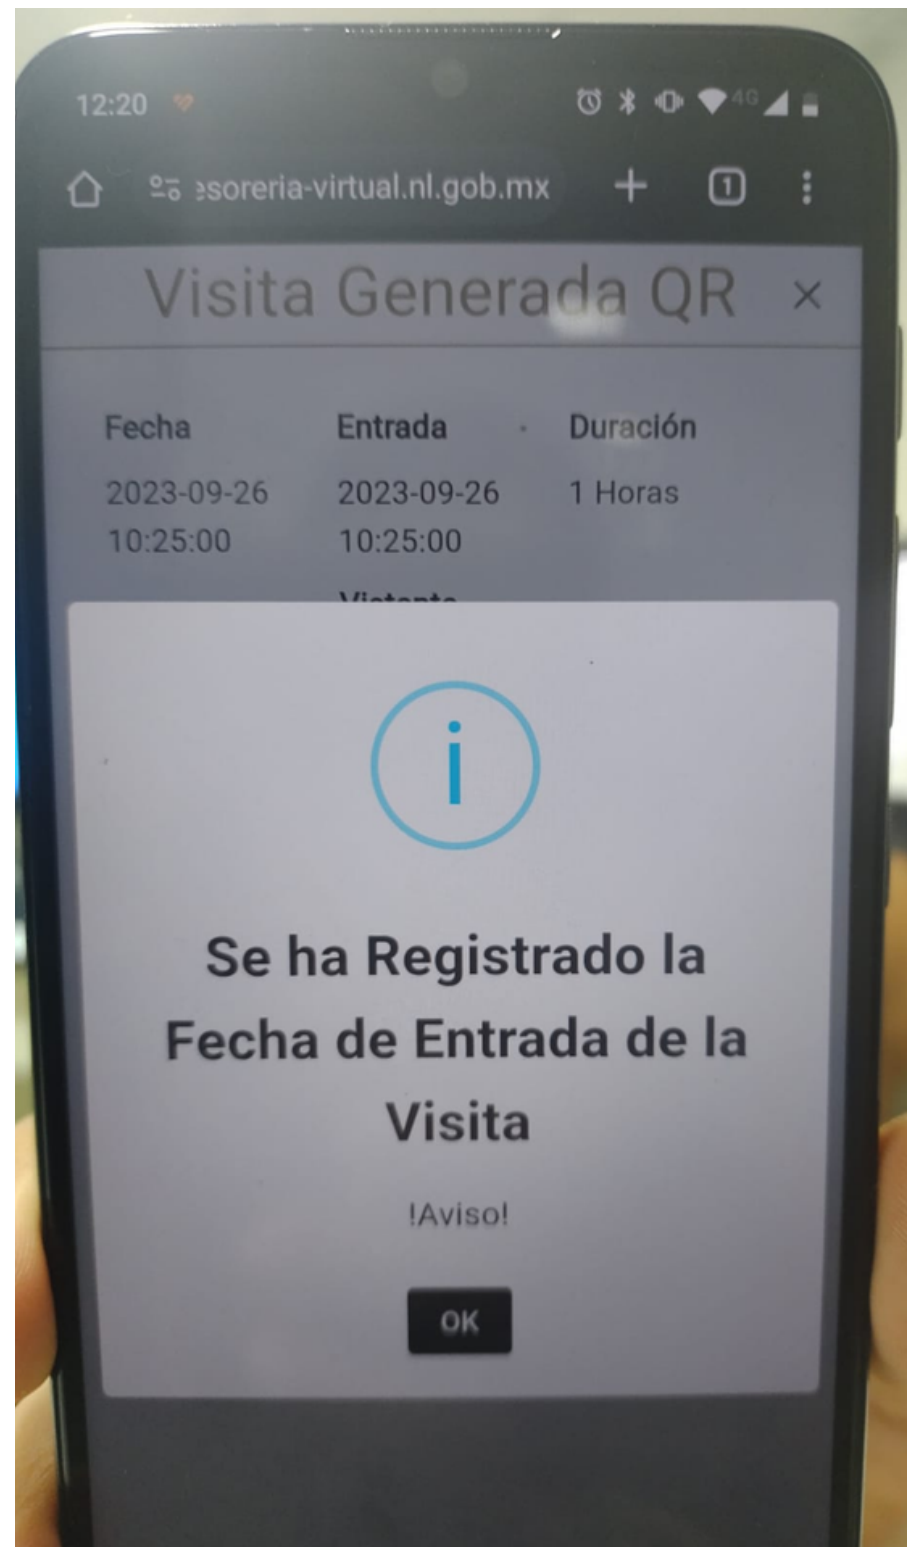 12:20
4G
esoreria-virtual.nl.gob.mx
1
Visita Generada QR
Fecha Entrada Duración
2023-09-26 2023-09-26 1 Horas
10:25:00 10:25:00
i
Se ha Registrado la
Fecha de Entrada de la
Visita
!Aviso!
OK